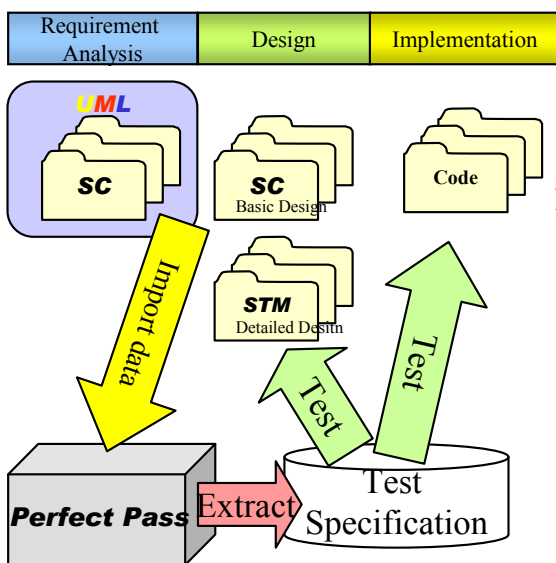 Requirement
Analysis
Design
Implementation
UML
SC
SC
Basic Design
Code
STM
Detailed Desitn
Import data
Test
Test
Perfect Pass
Extract
Test
Specification